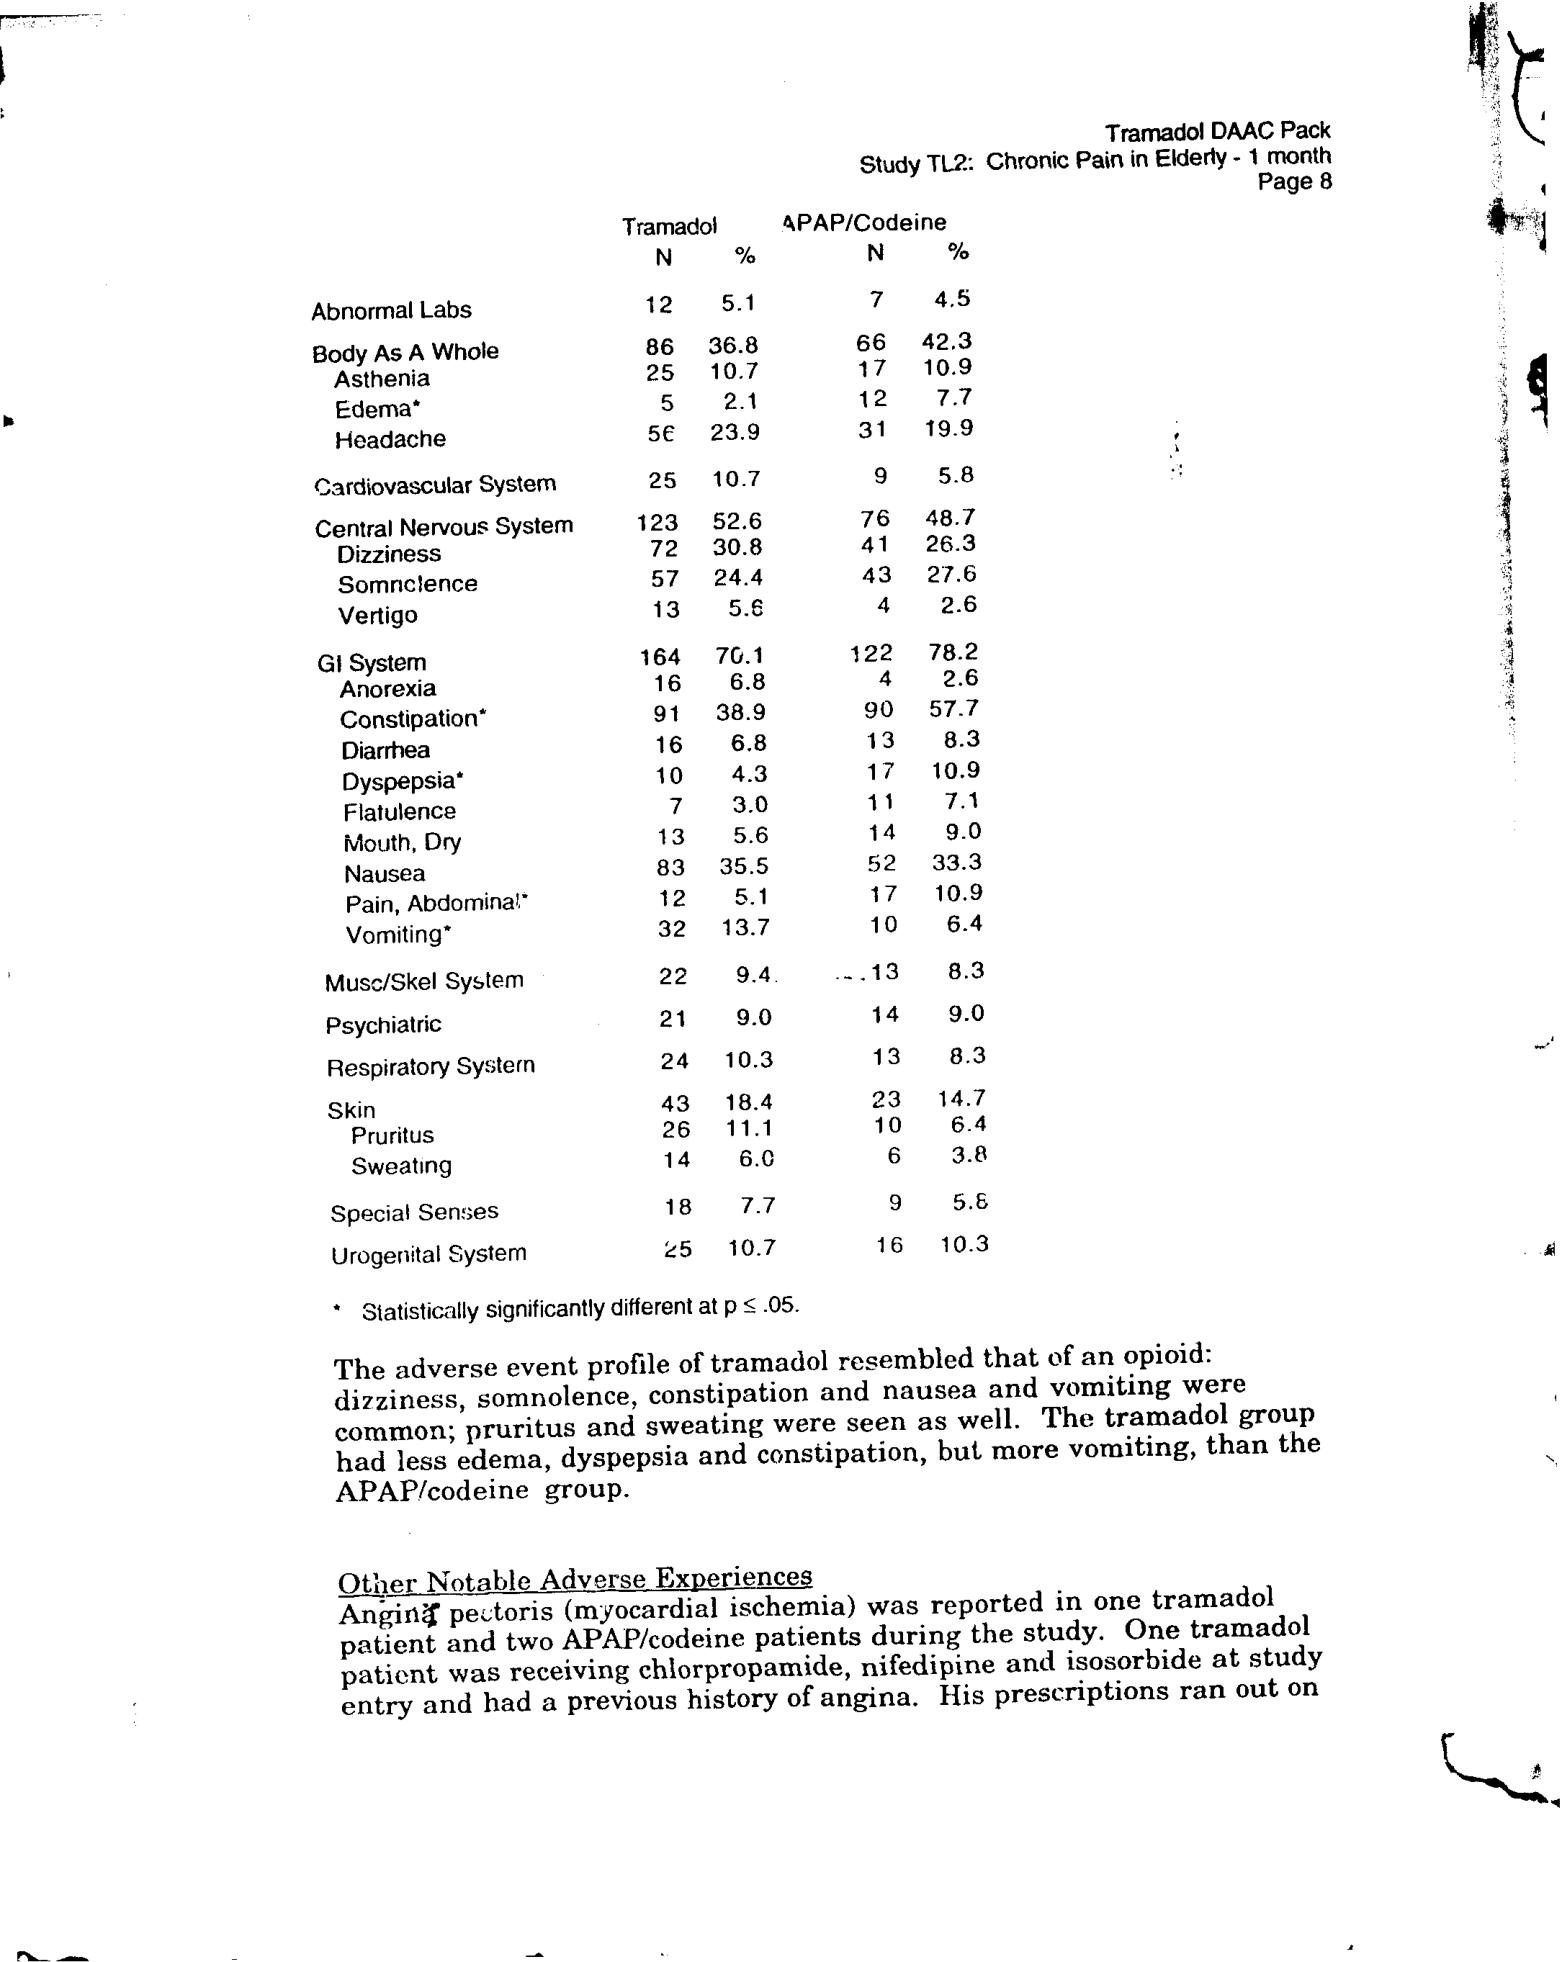 Tramadol DAAC Pack
Study TL2: Chronic Pain in Elderly - 1 month
Page 8
Tramadol APAP/Codeine
N % N %
Abnormal Labs 12 5.1 7 4.5
Body As A Whole 86 36.8 66 42.3
Asthenia 25 10.7 17 10.9
Edema* 5 2.1 12 7.7
Headache 56 23.9 31 19.9
Cardiovascular System 25 10.7 9 5.8
Central Nervous System 123 52.6 76 48.7
Dizziness 72 30.8 41 26.3
Somnolence 57 24.4 43 27.6
Vertigo 13 5.6 4 2.6
GI System 164 70.1 122 78.2
Anorexia 16 6.8 4 2.6
Constipation* 91 38.9 90 57.7
Diarrhea 16 6.8 13 8.3
Dyspepsia* 10 4.3 17 10.9
Flatulence 7 3.0 11 7.1
Mouth, Dry 13 5.6 14 9.0
Nausea 83 35.5 52 33.3
Pain, Abdominal* 12 5.1 17 10.9
Vomiting* 32 13.7 10 6.4
Musc/Skel System 22 9.4 13 8.3
Psychiatric 21 9.0 14 9.0
Respiratory System 24 10.3 13 8.3
Skin 43 18.4 23 14.7
Pruritus 26 11.1 10 6.4
Sweating 14 6.0 6 3.8
Special Senses 18 7.7 9 5.8
Urogenital System 25 10.7 16 10.3
* Statistically significantly different at p ≤ .05.
The adverse event profile of tramadol resembled that of an opioid:
dizziness, somnolence, constipation and nausea and vomiting were
common; pruritus and sweating were seen as well. The tramadol group
had less edema, dyspepsia and constipation, but more vomiting, than the
APAP/codeine group.
Other Notable Adverse Experiences
Angina pectoris (myocardial ischemia) was reported in one tramadol
patient and two APAP/codeine patients during the study. One tramadol
patient was receiving chlorpropamide, nifedipine and isosorbide at study
entry and had a previous history of angina. His prescriptions ran out on